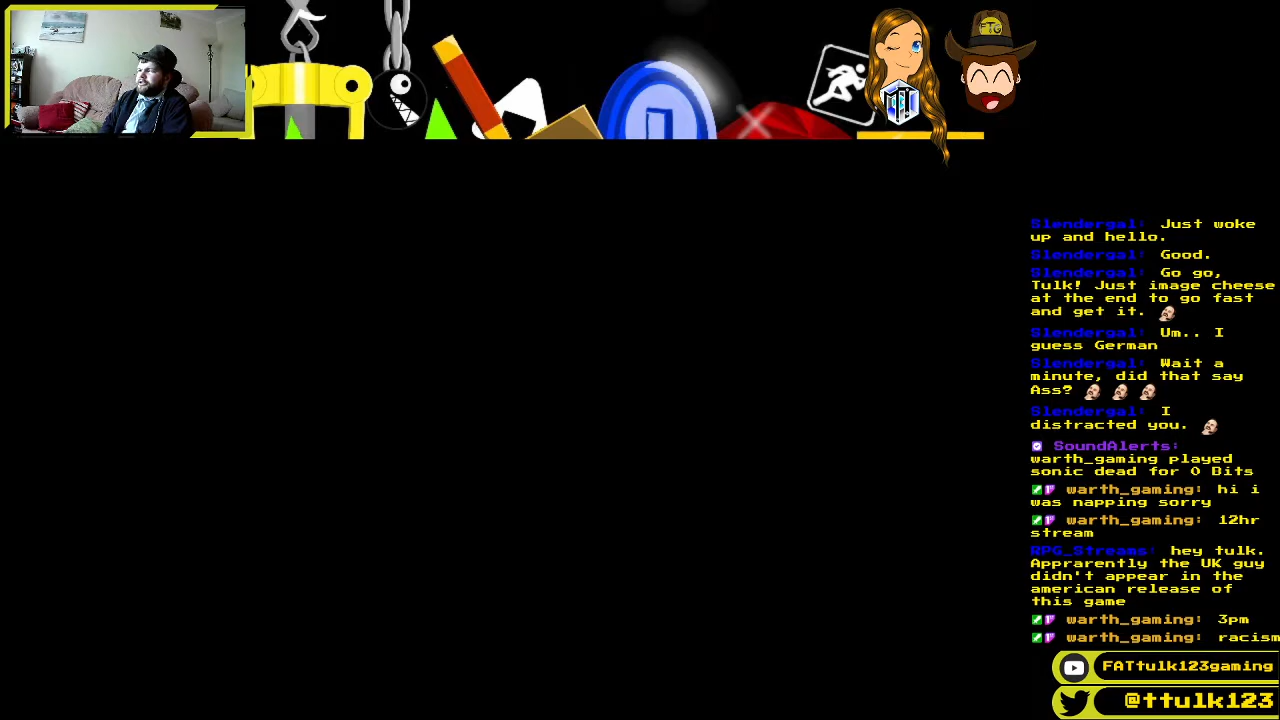 FTG
Slendergal: Just woke
up and hello.
Slendergal: Good.
Slendergal: Go go,
Tulk! Just image cheese
at the end to go fast
and get it.
Slendergal: Um.. I
guess German
Slendergal: Wait a
minute, did that say
Ass?
Slendergal: I
distracted you.
SoundAlerts:
warth_gaming played
sonic dead for 0 Bits
warth_gaming: hi i
was napping sorry
warth_gaming: 12hr
stream
RPG_Streams: hey tulk.
Apprarently the UK guy
didn't appear in the
american release of
this game
warth_gaming: 3pm
warth_gaming: racism
FATtulk123gaming
@ttulk123